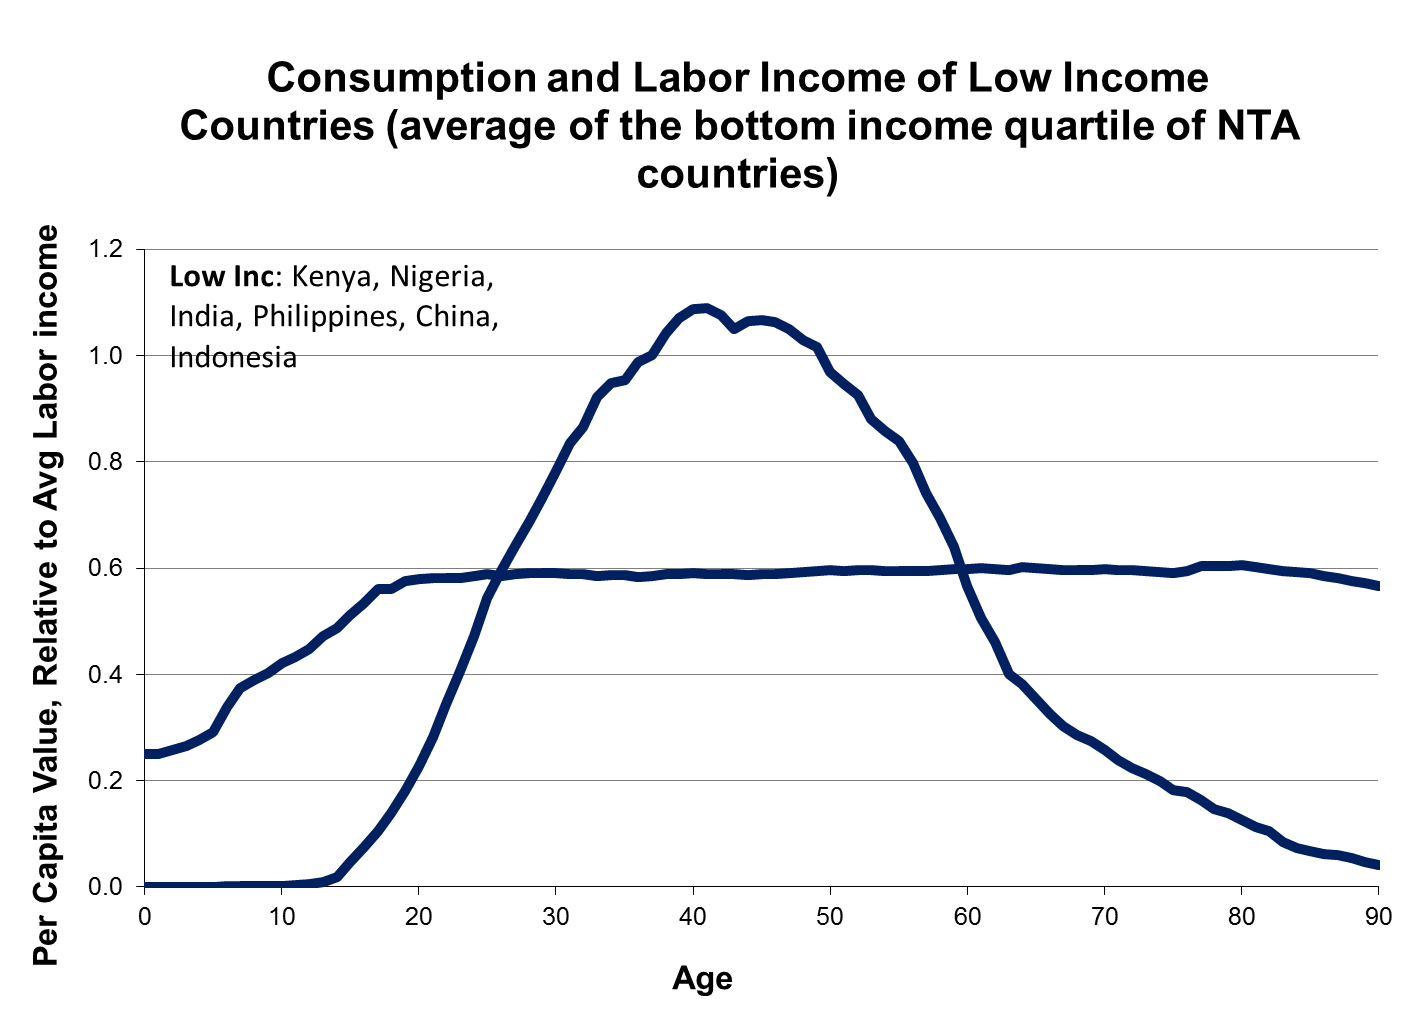 Consumption and Labor Income of Low Income
Countries (average of the bottom income quartile of NTA
countries)
Per Capita Value, Relative to Avg Labor income
1.2
1.0
0.8
0.6
0.4
0.2
0.0
Low Inc: Kenya, Nigeria,
India, Philippines, China,
Indonesia
0 10 20 30 40 50 60 70 80 90
Age